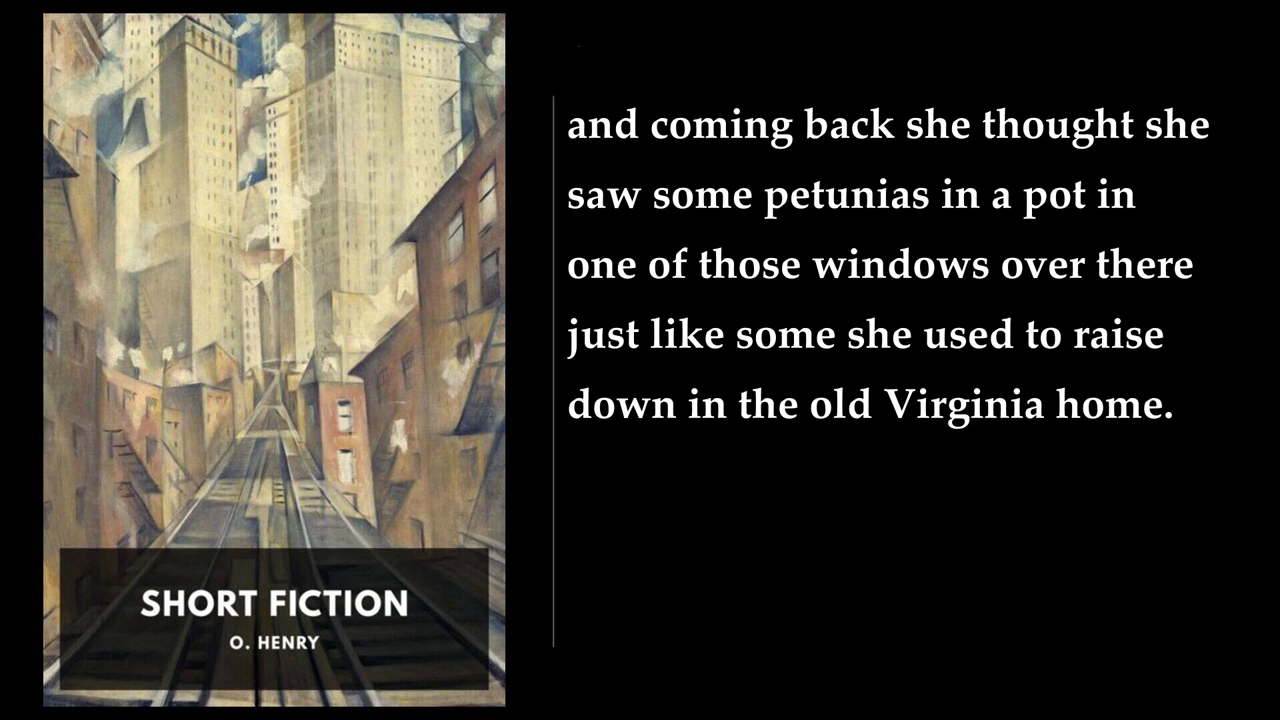 and coming back she thought she
saw some petunias in a pot in
one of those windows over there
just like some she used to raise
down in the old Virginia home.
SHORT FICTION
O. HENRY